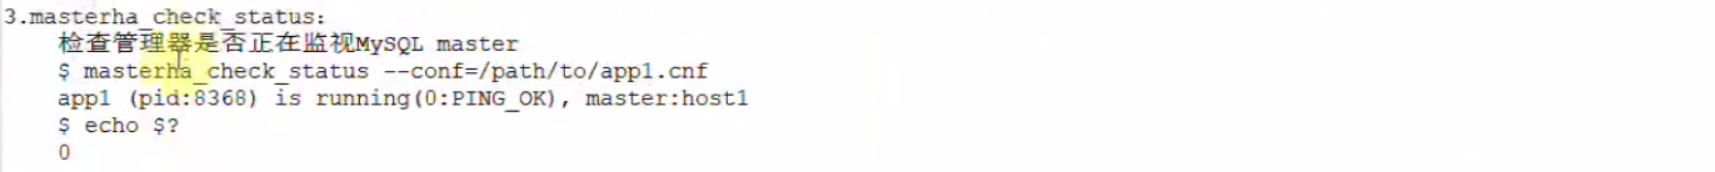 3.masterha_check_status:
检查管理器是否正在监视MySQL master
$ masterha_check_status --conf=/path/to/app1.cnf
app1 (pid:8368) is running(0:PING_OK), master:host1
$ echo $?
0